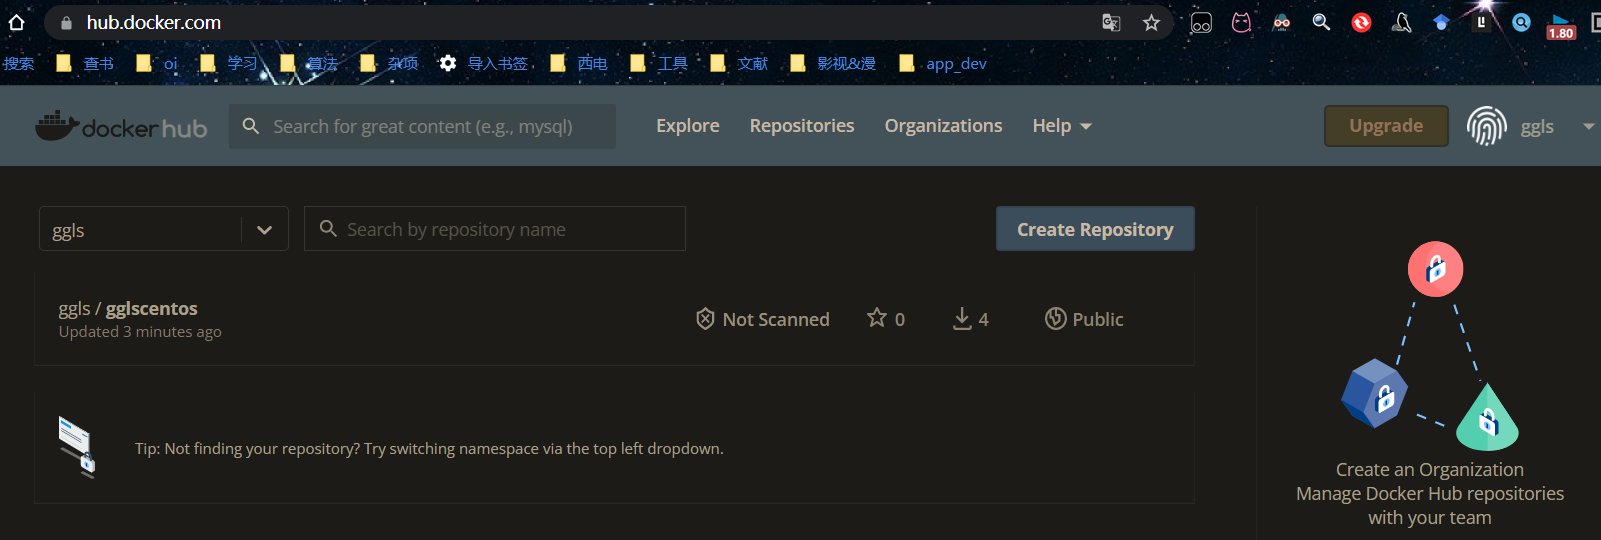 hub.docker.com
1.80
搜索 查书 oi 学习 算法 杂项 导入书签 西电 工具 文献 影视&漫 app_dev
docker hub Search for great content (e.g., mysql) Explore Repositories Organizations Help Upgrade ggls
ggls Search by repository name Create Repository
ggls / gglscentos
Updated 3 minutes ago
Not Scanned 0 4 Public
Tip: Not finding your repository? Try switching namespace via the top left dropdown.
Create an Organization
Manage Docker Hub repositories
with your team